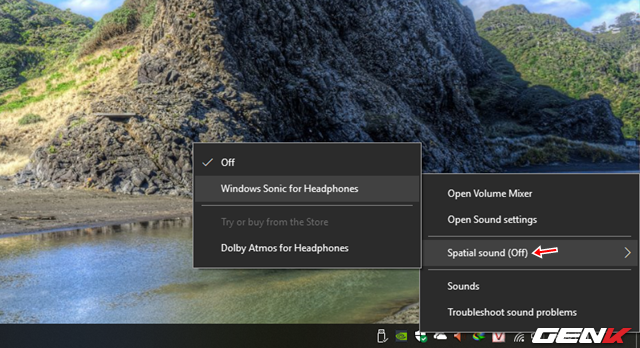 Off
Windows Sonic for Headphones
Try or buy from the Store
Dolby Atmos for Headphones
Open Volume Mixer
Open Sound settings
Spatial sound (Off)
Sounds
Troubleshoot sound problems
V
GENK